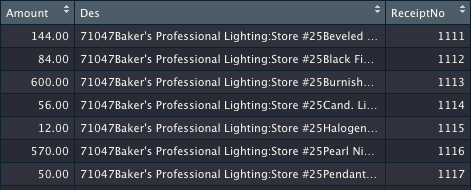 Amount Des ReceiptNo
144.00 71047Baker's Professional Lighting:Store #25Beveled ... 1111
84.00 71047Baker's Professional Lighting:Store #25Black Fi... 1112
600.00 71047Baker's Professional Lighting:Store #25Burnish... 1113
56.00 71047Baker's Professional Lighting:Store #25Cand. Li... 1114
12.00 71047Baker's Professional Lighting:Store #25Halogen... 1115
570.00 71047Baker's Professional Lighting:Store #25Pearl Ni... 1116
50.00 71047Baker's Professional Lighting:Store #25Pendant... 1117